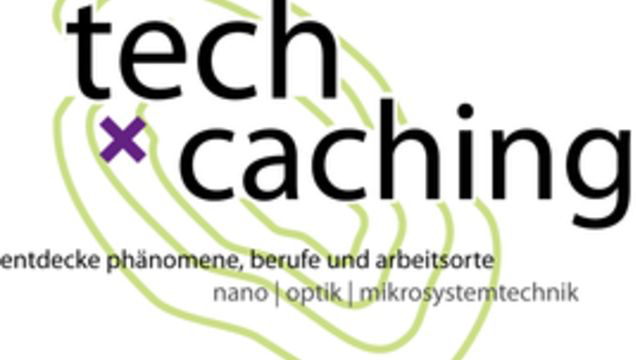 tech
caching
entdecke phänomene, berufe und arbeitsorte
nano | optik | mikrosystemtechnik